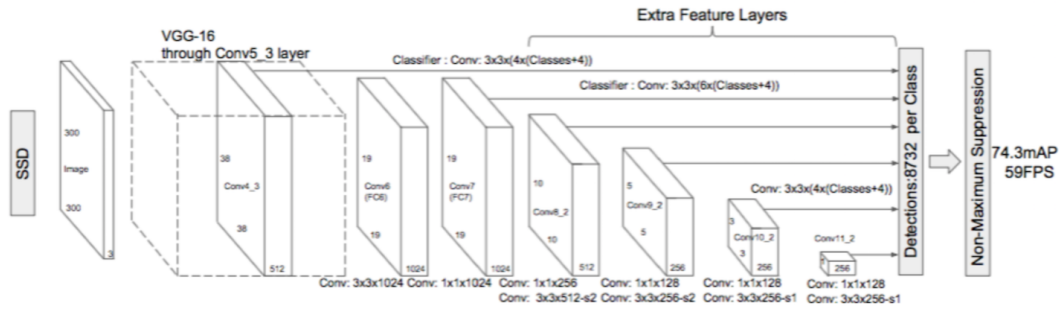 Extra Feature Layers
VGG-16
through Conv5_3 layer
Classifier : Conv: 3x3x(4x(Classes+4))
Classifier : Conv: 3x3x(6x(Classes+4))
SSD
300
Image
300
3
38
Conv4_3
38
512
19
Conv6
(FC6)
19
1024
19
Conv7
(FC7)
19
1024
10
Conv8_2
10
512
5
Conv9_2
5
256
Conv: 3x3x(4x(Classes+4))
3
Conv10_2
3
256
Conv11_2
256
Detections:8732 per Class
Non-Maximum Suppression
74.3mAP
59FPS
Conv: 3x3x1024
Conv: 1x1x1024
Conv: 1x1x256
Conv: 3x3x512-s2
Conv: 1x1x128
Conv: 3x3x256-s2
Conv: 1x1x128
Conv: 3x3x256-s1
Conv: 1x1x128
Conv: 3x3x256-s1